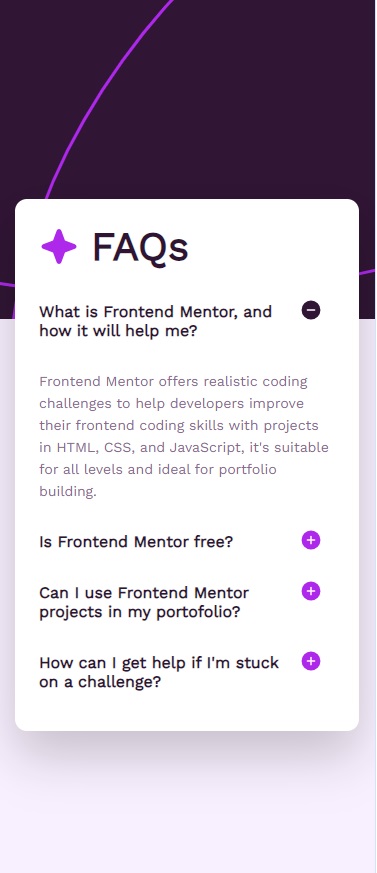 FAQs
What is Frontend Mentor, and
how it will help me?
Frontend Mentor offers realistic coding
challenges to help developers improve
their frontend coding skills with projects
in HTML, CSS, and JavaScript, it's suitable
for all levels and ideal for portfolio
building.
Is Frontend Mentor free?
Can I use Frontend Mentor
projects in my portofolio?
How can I get help if I'm stuck
on a challenge?